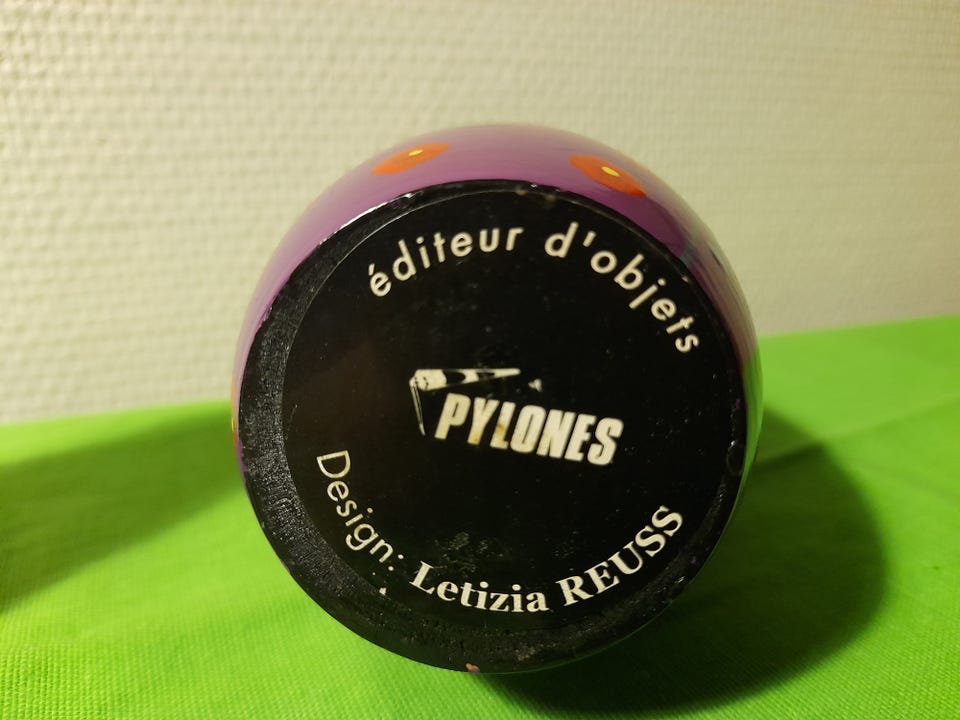 éditeur d'objets
PYLONES
Design: Letizia REUSS